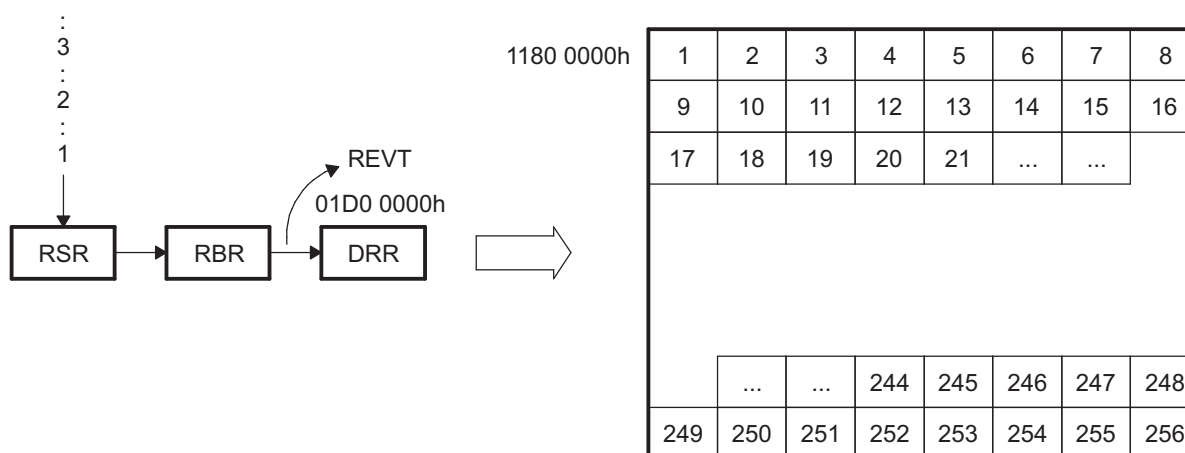 :
3
:
2
:
1
REVT
01D0 0000h
RSR RBR DRR
1180 0000h
1 2 3 4 5 6 7 8
9 10 11 12 13 14 15 16
17 18 19 20 21 ... ...
... ... 244 245 246 247 248
249 250 251 252 253 254 255 256